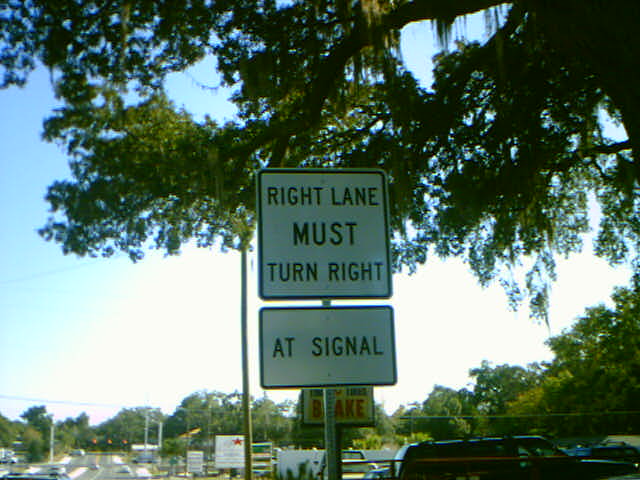 RIGHT LANE
MUST
TURN RIGHT
AT SIGNAL
BRAKE